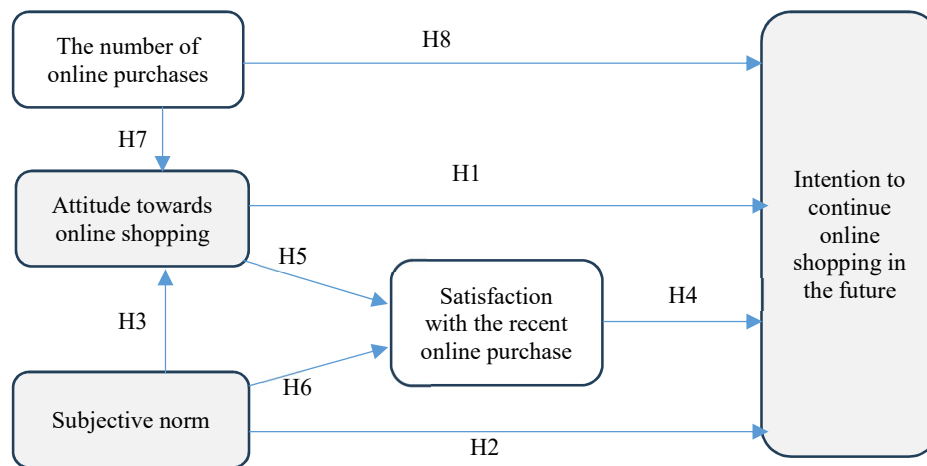 The number of
online purchases
H8
H7
Attitude towards
online shopping
H1
H5
H3
Satisfaction
with the recent
online purchase
H4
H6
Subjective norm
H2
Intention to
continue
online
shopping in
the future